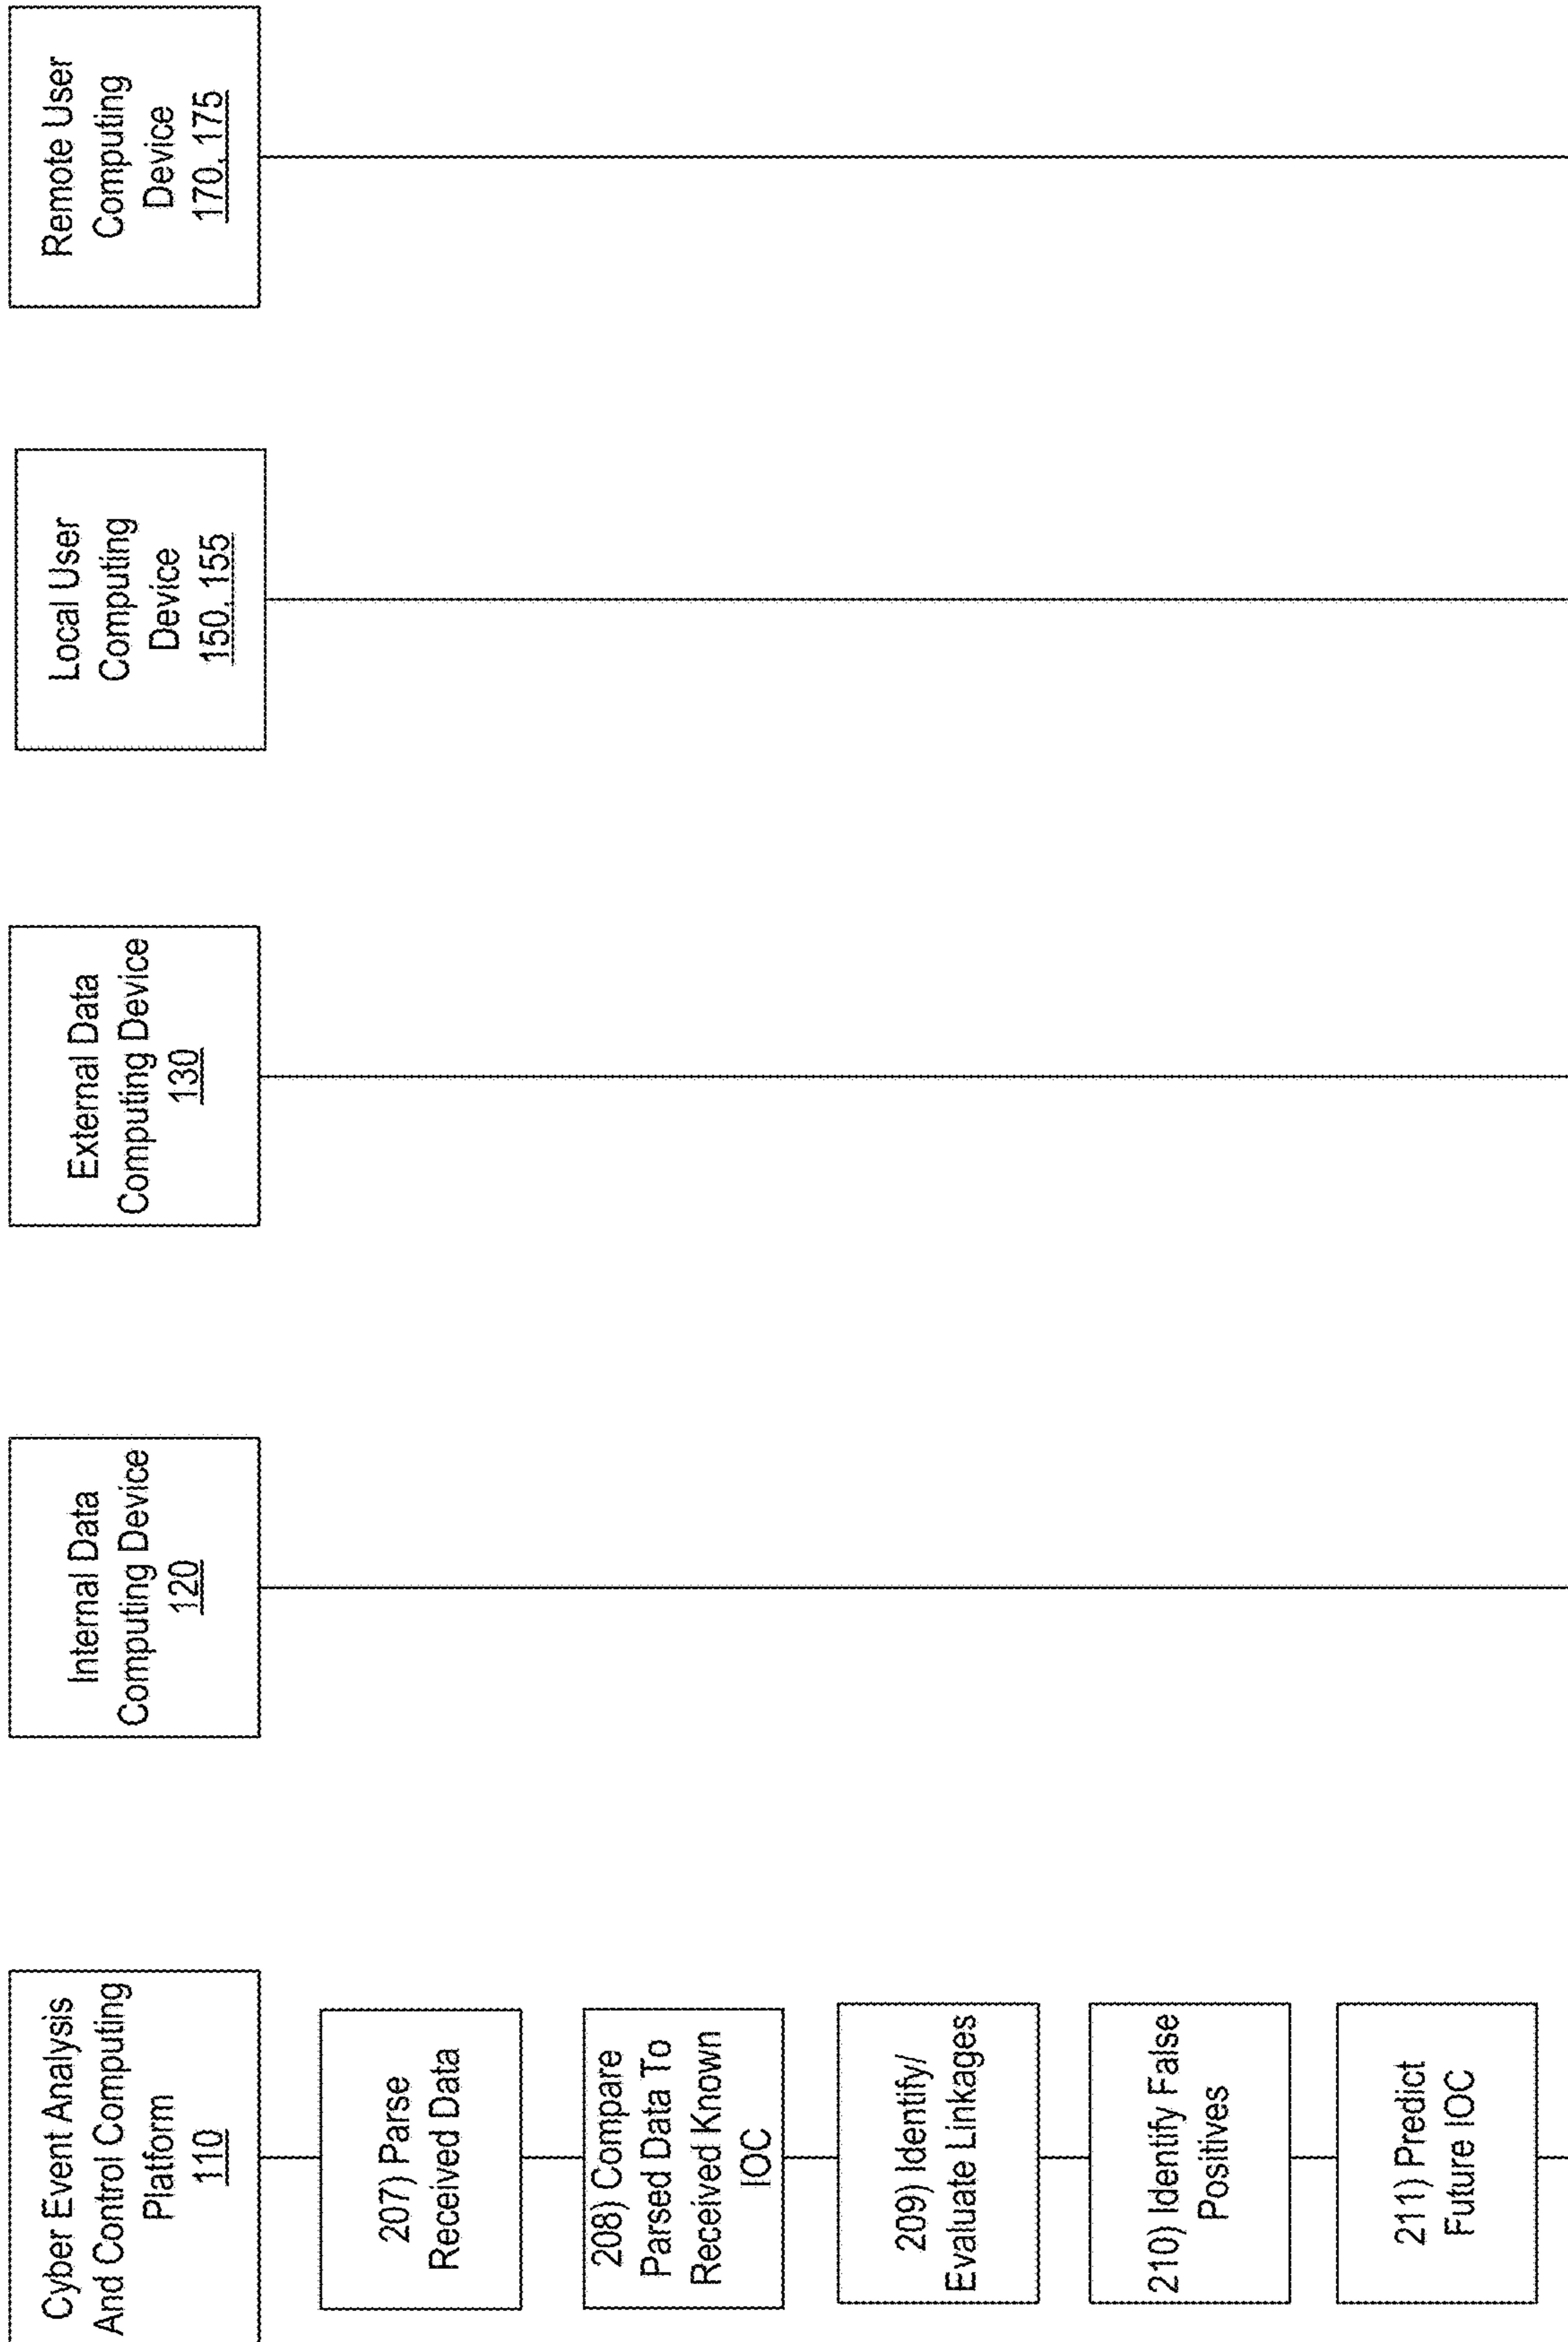 Cyber Event Analysis
And Control Computing
Platform
110
Internal Data
Computing Device
120
External Data
Computing Device
130
Local User
Computing
Device
150, 155
Remote User
Computing
Device
170, 175
207) Parse
Received Data
208) Compare
Parsed Data To
Received Known
IOC
209) Identify/
Evaluate Linkages
210) Identify False
Positives
211) Predict
Future IOC